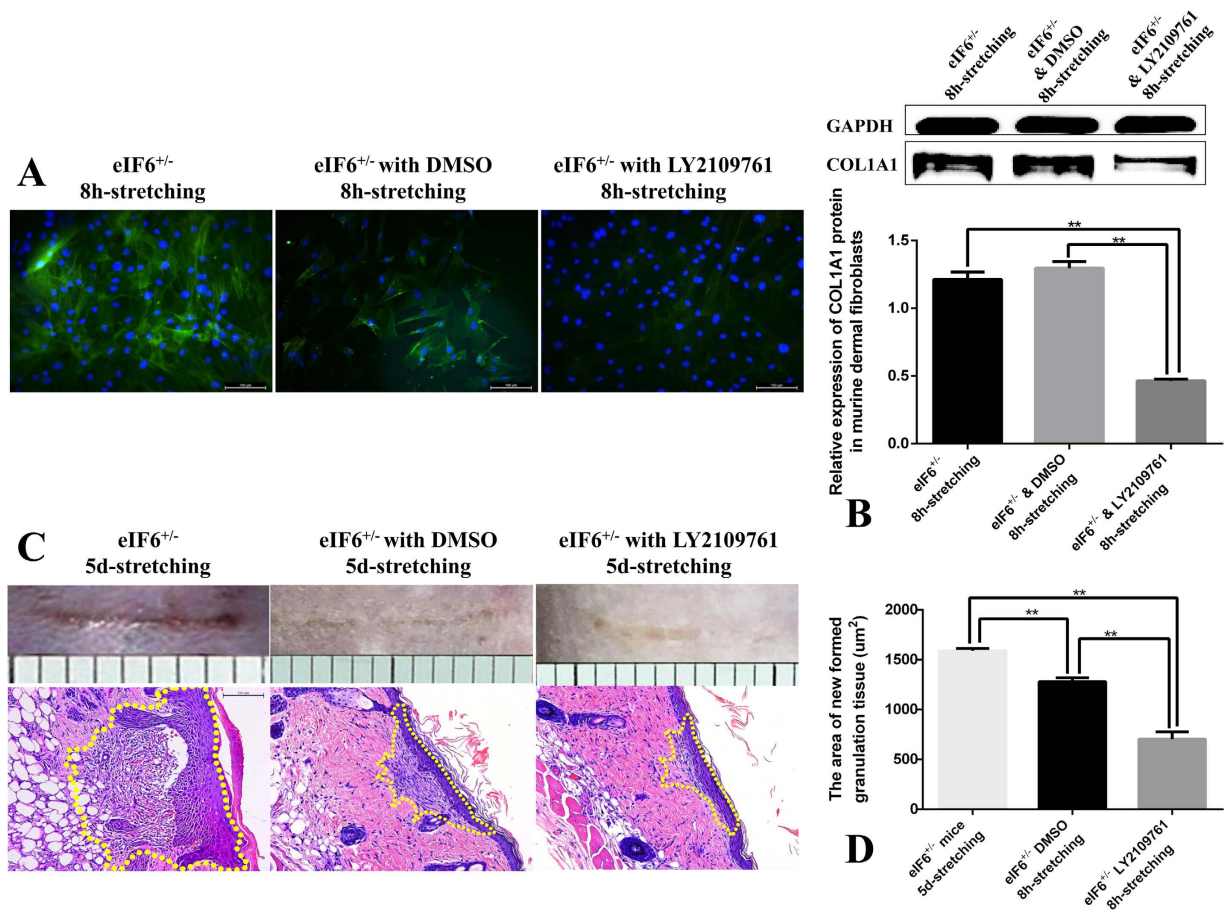 A
eIF6+/-
8h-stretching
eIF6+/- with DMSO
8h-stretching
eIF6+/- with LY2109761
8h-stretching
eIF6+/-
8h-stretching
eIF6+/-
& DMSO
8h-stretching
eIF6+/-
& LY2109761
8h-stretching
GAPDH
COL1A1
Relative expression of COL1A1 protein
in murine dermal fibroblasts
1.5
1.0
0.5
0.0
**
**
eIF6+/-
8h-stretching
eIF6+/- & DMSO
8h-stretching
eIF6+/- & LY2109761
8h-stretching
B
C
eIF6+/-
5d-stretching
eIF6+/- with DMSO
5d-stretching
eIF6+/- with LY2109761
5d-stretching
The area of new formed
granulation tissue (um2)
2000
1500
1000
500
0
**
**
**
eIF6+/- mice
5d-stretching
eIF6+/- DMSO
8h-stretching
eIF6+/- LY2109761
8h-stretching
D